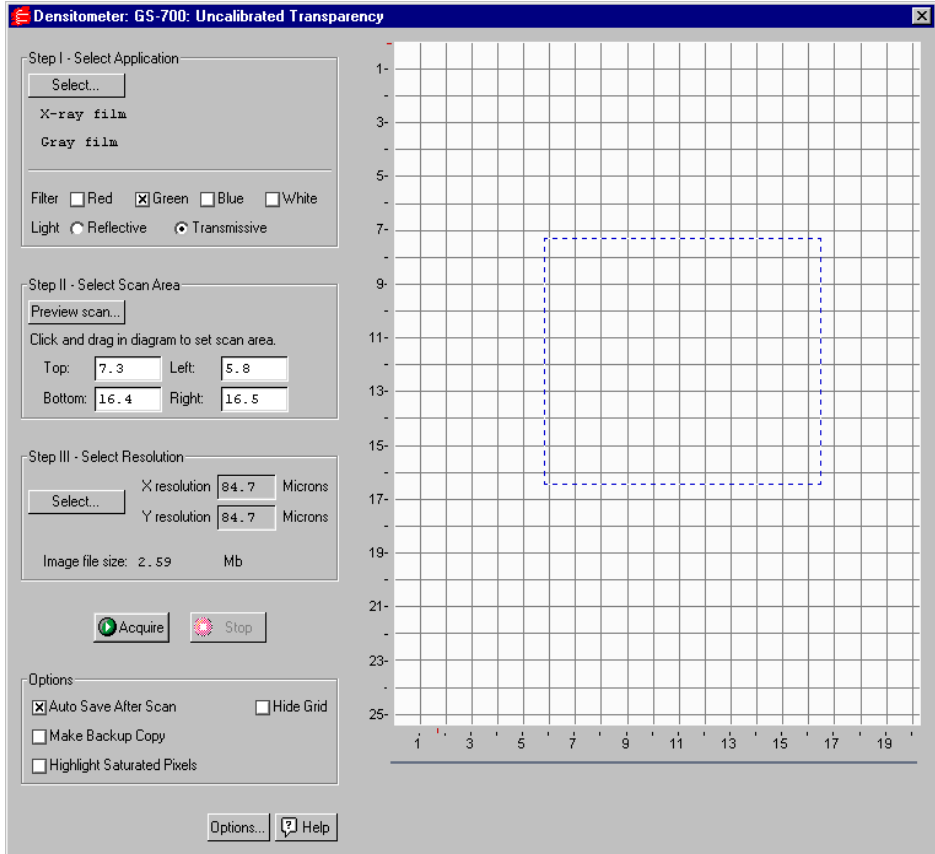 Densitometer: GS-700: Uncalibrated Transparency
Step I - Select Application
Select...
X-ray film
Gray film
Filter Red Green Blue White
Light Reflective Transmissive
Step II - Select Scan Area
Preview scan...
Click and drag in diagram to set scan area.
Top: 7.3 Left: 5.8
Bottom: 16.4 Right: 16.5
Step III - Select Resolution
X resolution 84.7 Microns
Select...
Y resolution 84.7 Microns
Image file size: 2.59 Mb
Acquire Stop
Options
Auto Save After Scan Hide Grid
Make Backup Copy
Highlight Saturated Pixels
Options... Help
1-
3-
5-
7-
9-
11-
13-
15-
17-
19-
21-
23-
25-
1 3 5 7 9 11 13 15 17 19